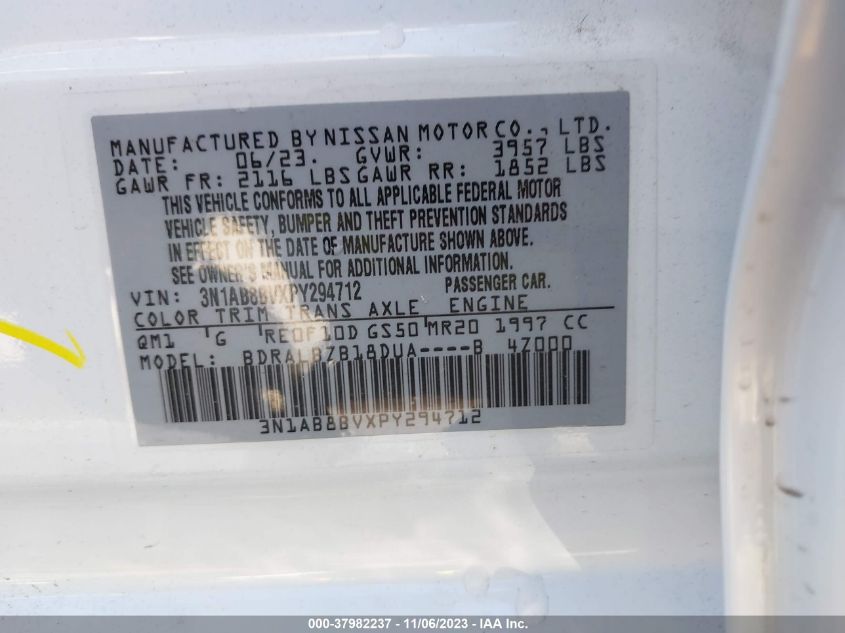 MANUFACTURED BY NISSAN MOTOR CO., LTD.
DATE: 06/23. GVWR: 3957 LBS
GAWR FR: 2116 LBS GAWR RR: 1852 LBS
THIS VEHICLE CONFORMS TO ALL APPLICABLE FEDERAL MOTOR
VEHICLE SAFETY, BUMPER AND THEFT PREVENTION STANDARDS
IN EFFECT ON THE DATE OF MANUFACTURE SHOWN ABOVE.
SEE OWNER'S MANUAL FOR ADDITIONAL INFORMATION.
VIN: 3N1AB8BVXPY294712 PASSENGER CAR.
COLOR TRIM TRANS AXLE ENGINE
QM1 G RE0F10D GS50 MR20 1997 CC
MODEL: BDRALBZB18DUA----B 4Z000
3N1AB8BVXPY294712
000-37982237 - 11/06/2023 - IAA Inc.